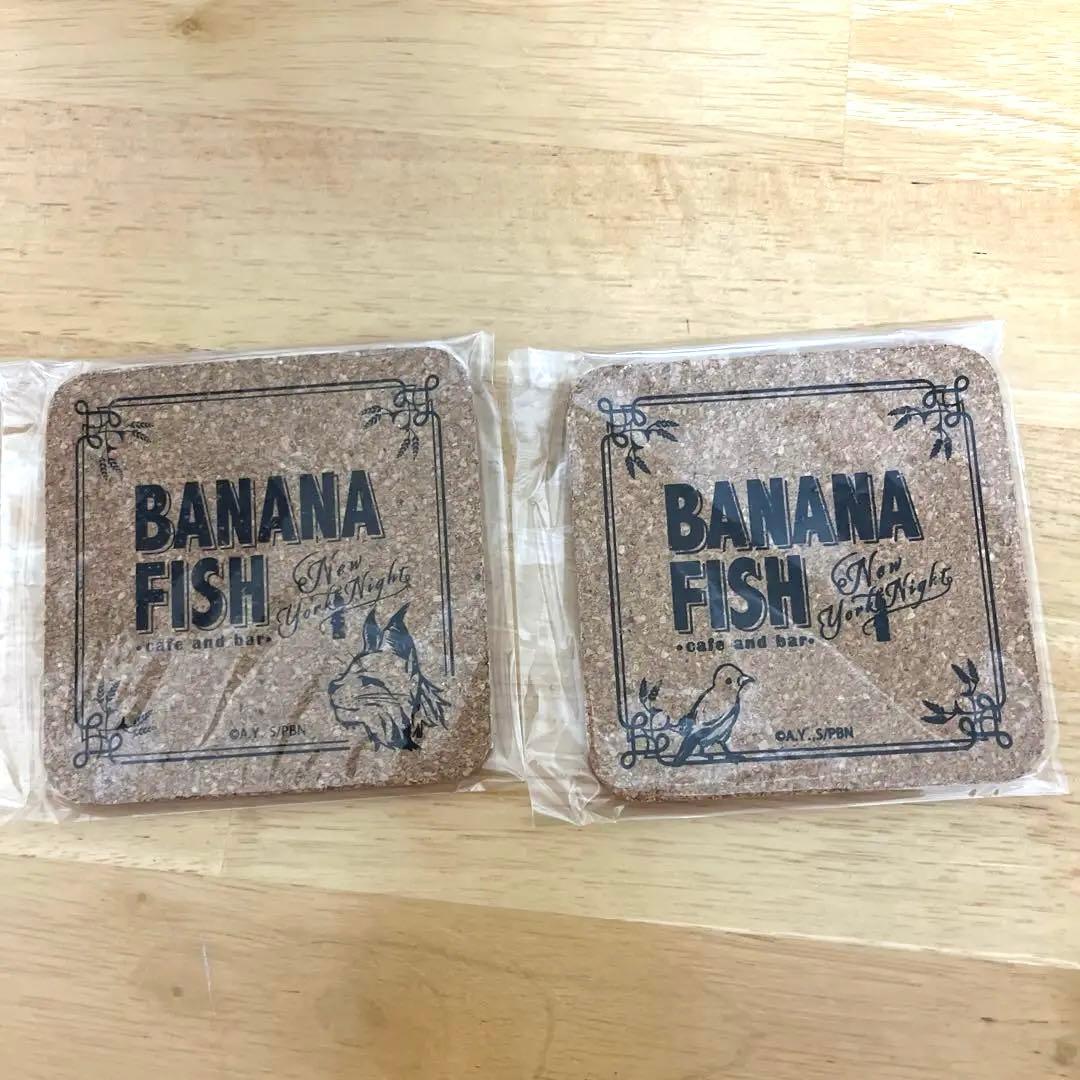 BANANA
FISH
New
York Night
•cafe and bar•
©A.Y.,S/PBN
BANANA
FISH
New
York Night
•cafe and bar•
©A.Y.,S/PBN